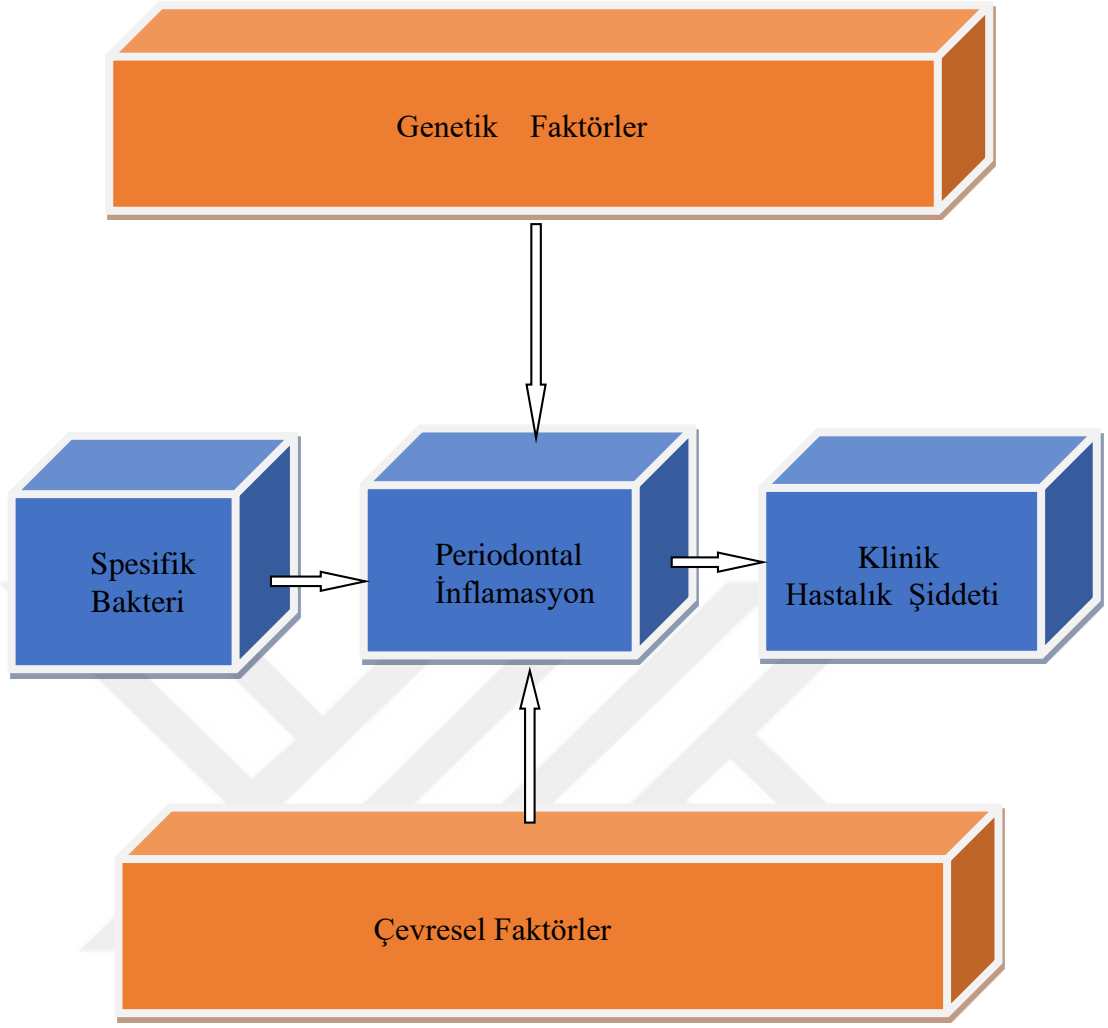 Genetik Faktörler
Spesifik
Bakteri
Periodontal
İnflamasyon
Klinik
Hastalık Şiddeti
Çevresel Faktörler